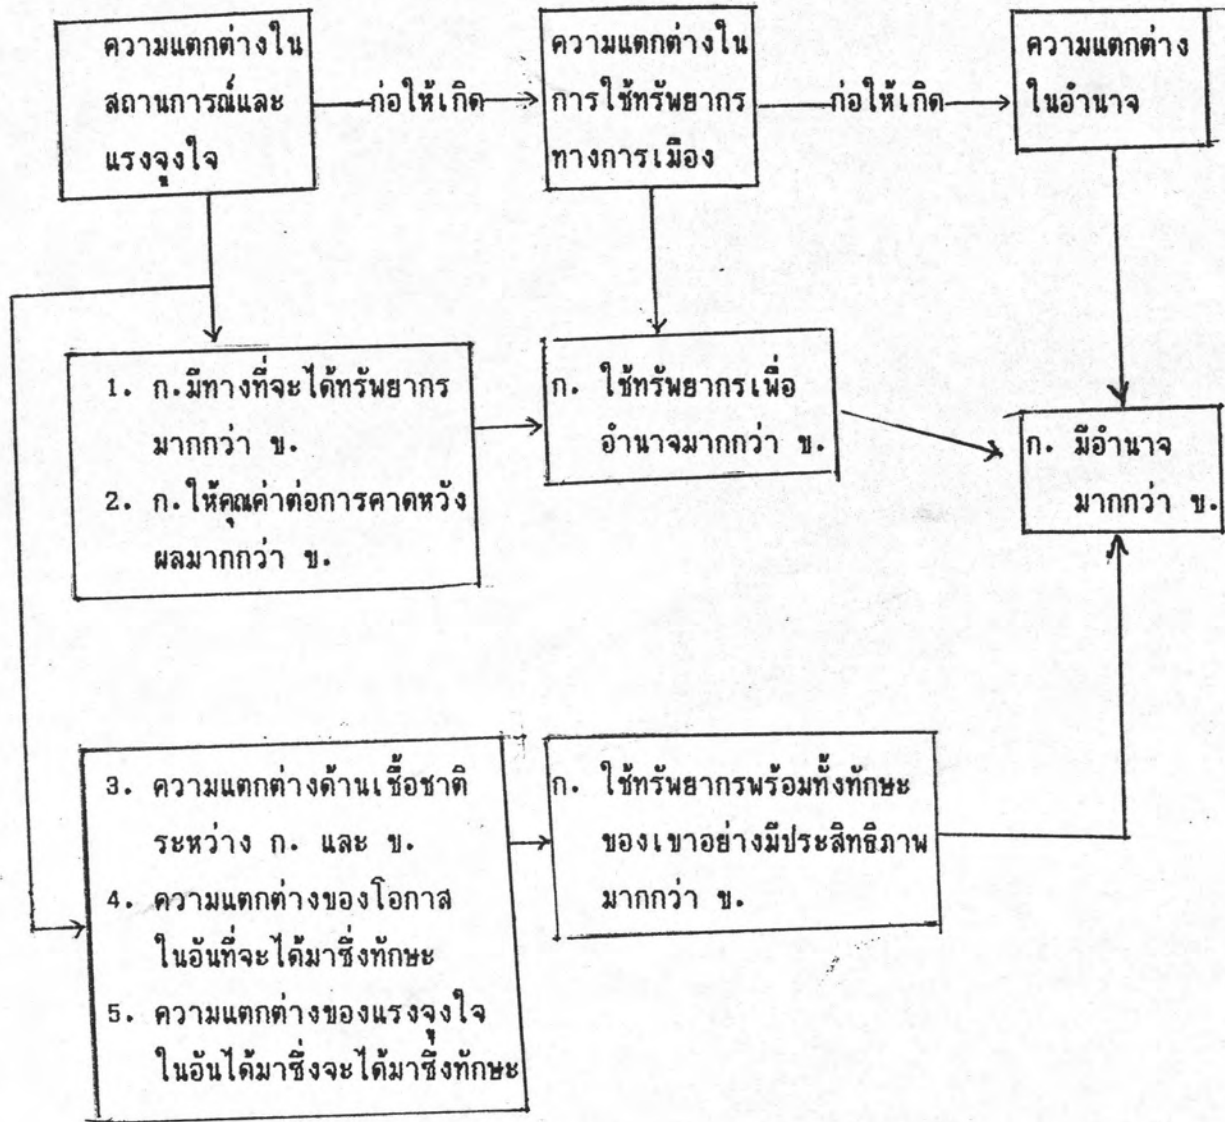 ความแตกต่างใน
สถานการณ์และ
แรงจูงใจ
ก่อให้เกิด
ความแตกต่างใน
การใช้ทรัพยากร
ทางการเมือง
ก่อให้เกิด
ความแตกต่าง
ในอำนาจ
1. ก.มีทางที่จะได้ทรัพยากร
มากกว่า ข.
2. ก.ให้คุณค่าต่อการคาดหวัง
ผลมากกว่า ข.
ก. ใช้ทรัพยากรเพื่อ
อำนาจมากกว่า ข.
ก. มีอำนาจ
มากกว่า ข.
3. ความแตกต่างด้านเชื้อชาติ
ระหว่าง ก. และ ข.
4. ความแตกต่างของโอกาส
ในอันที่จะได้มาซึ่งทักษะ
5. ความแตกต่างของแรงจูงใจ
ในอันได้มาซึ่งจะได้มาซึ่งทักษะ
ก. ใช้ทรัพยากรพร้อมทั้งทักษะ
ของเขาอย่างมีประสิทธิภาพ
มากกว่า ข.